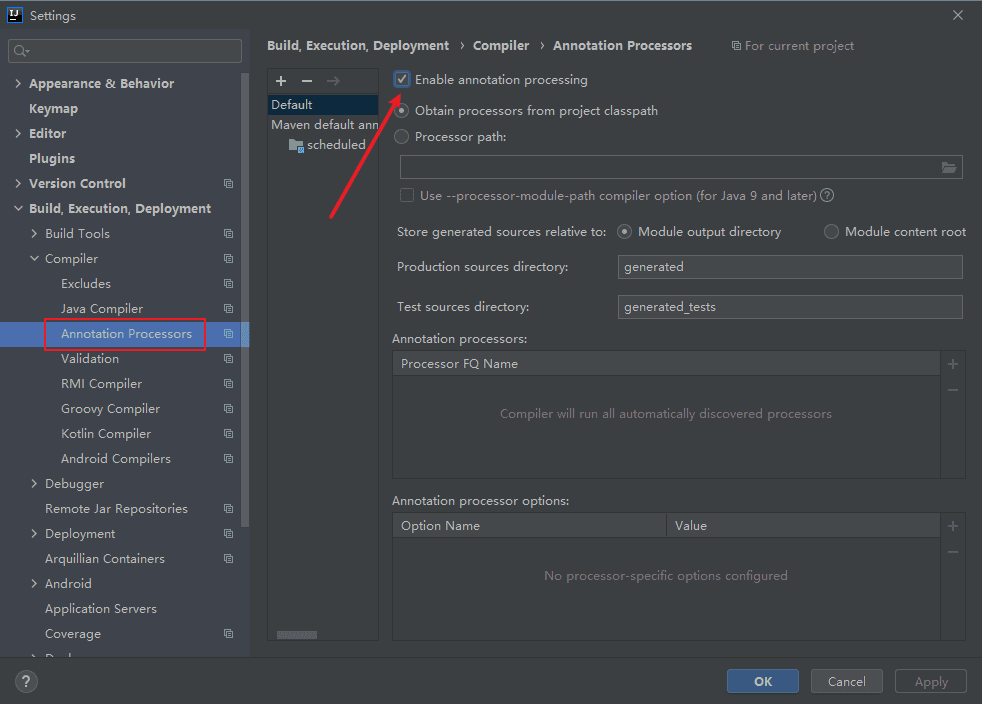 Settings
Appearance & Behavior
Keymap
Editor
Plugins
Version Control
Build, Execution, Deployment
Build Tools
Compiler
Excludes
Java Compiler
Annotation Processors
Validation
RMI Compiler
Groovy Compiler
Kotlin Compiler
Android Compilers
Debugger
Remote Jar Repositories
Deployment
Arquillian Containers
Android
Application Servers
Coverage
Build, Execution, Deployment › Compiler › Annotation Processors For current project
Default
Maven default ann
scheduled
Enable annotation processing
Obtain processors from project classpath
Processor path:
Use --processor-module-path compiler option (for Java 9 and later) ?
Store generated sources relative to: Module output directory Module content root
Production sources directory: generated
Test sources directory: generated_tests
Annotation processors:
Processor FQ Name
Compiler will run all automatically discovered processors
Annotation processor options:
Option Name Value
No processor-specific options configured
? OK Cancel Apply